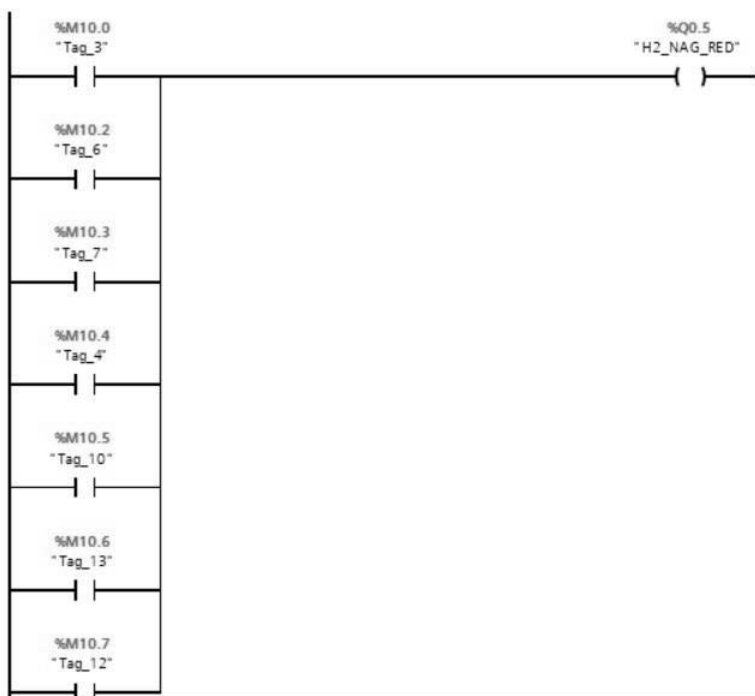 %M10.0
"Tag_3"
%Q0.5
"H2_NAG_RED"
%M10.2
"Tag_6"
%M10.3
"Tag_7"
%M10.4
"Tag_4"
%M10.5
"Tag_10"
%M10.6
"Tag_13"
%M10.7
"Tag_12"